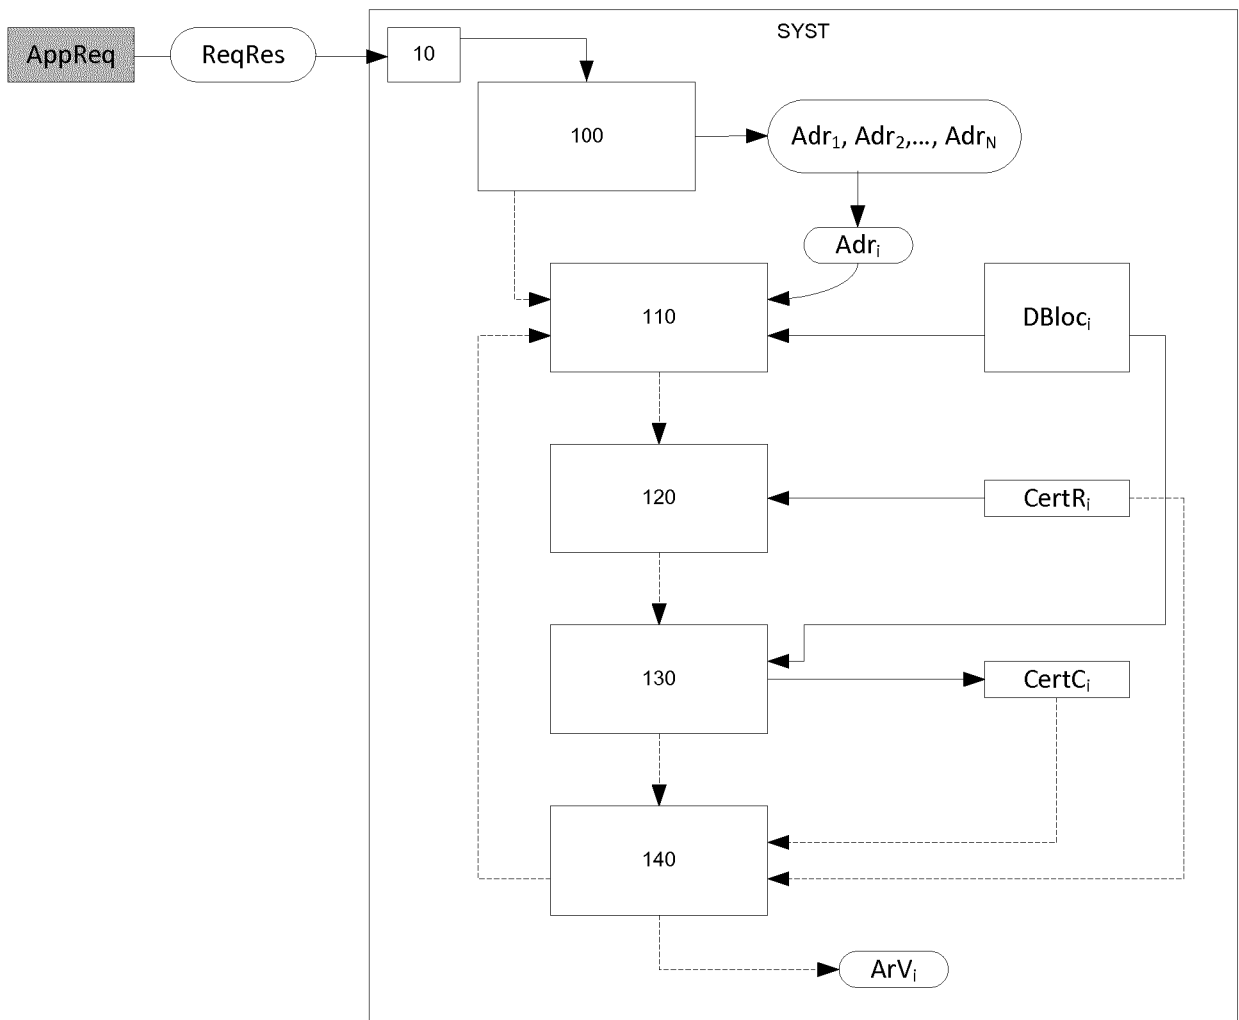 SYST
AppReq
ReqRes
10
100
Adr1, Adr2,..., AdrN
Adri
110
DBloci
120
CertRi
130
CertCi
140
ArVi